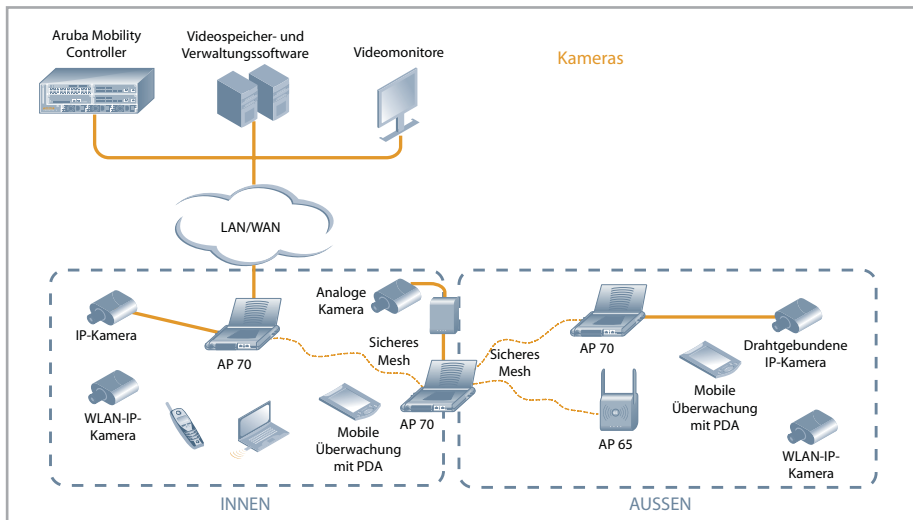 Aruba Mobility
Controller
Videospeicher- und
Verwaltungssoftware
Videomonitore
Kameras
LAN/WAN
IP-Kamera
AP 70
Analoge
Kamera
Sicheres
Mesh
AP 70
WLAN-IP-
Kamera
Mobile
Überwachung
mit PDA
INNEN
Sicheres
Mesh
AP 70
Drahtgebundene
IP-Kamera
AP 65
Mobile
Überwachung
mit PDA
WLAN-IP-
Kamera
AUSSEN